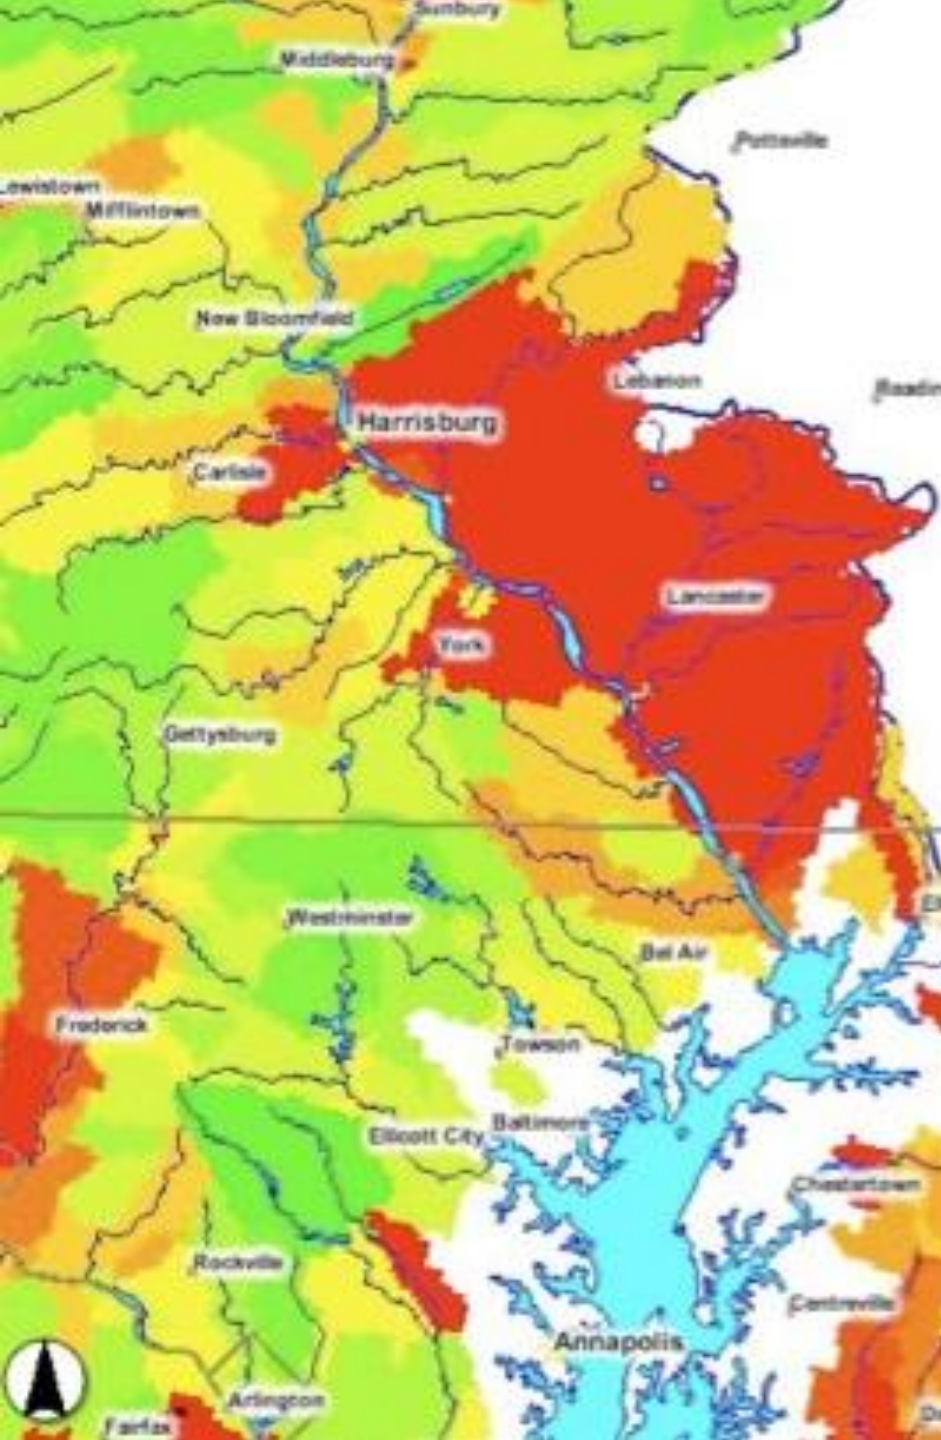 Sunbury
Middleburg
Pottsville
Lewistown
Mifflintown
New Bloomfield
Lebanon
Harrisburg
Carlisle
Lancaster
York
Gettysburg
Westminster
Bel Air
Frederick
Towson
Ellcott City
Baltimore
Chestertown
Rockville
Centreville
Annapolis
Arlington
Fairfax